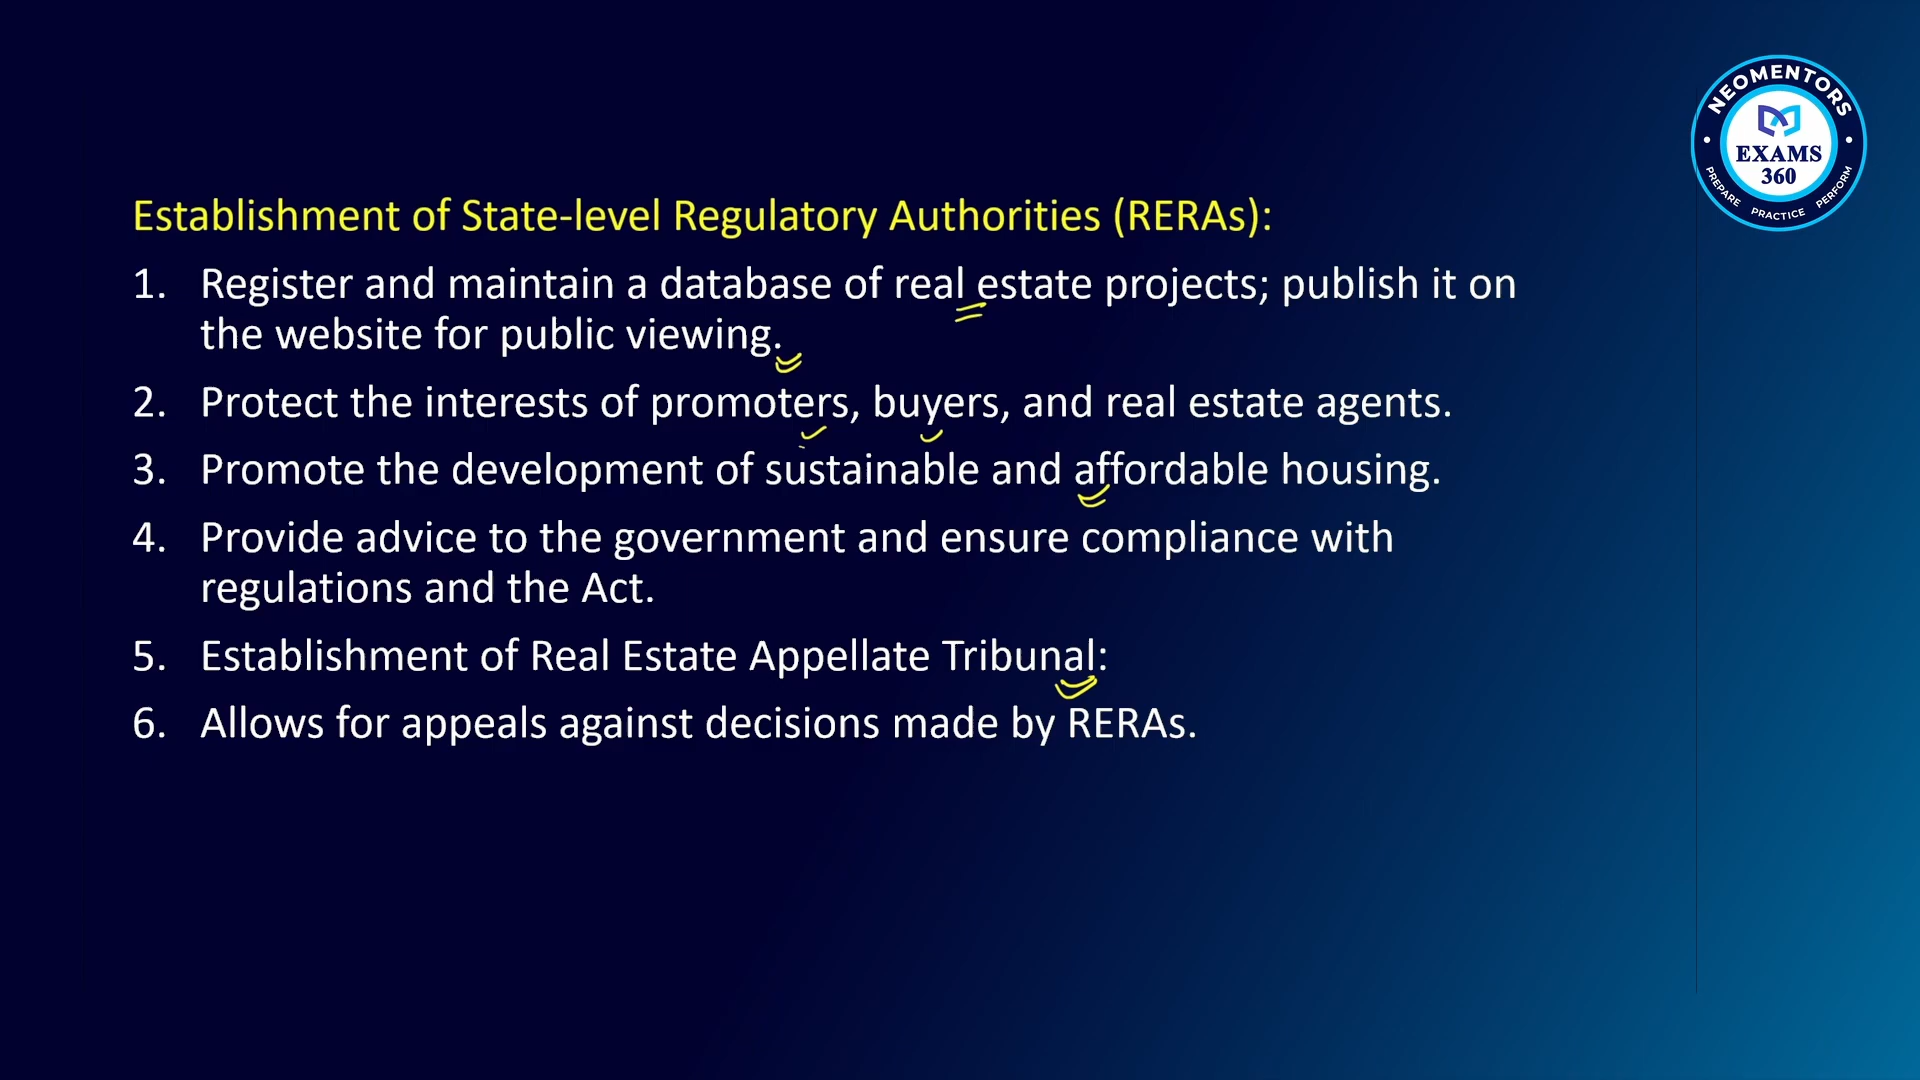 NEOMENTORS
EXAMS
360
PREPARE PRACTICE PERFORM
Establishment of State-level Regulatory Authorities (RERAs):
1. Register and maintain a database of real estate projects; publish it on
the website for public viewing.
2. Protect the interests of promoters, buyers, and real estate agents.
3. Promote the development of sustainable and affordable housing.
4. Provide advice to the government and ensure compliance with
regulations and the Act.
5. Establishment of Real Estate Appellate Tribunal:
6. Allows for appeals against decisions made by RERAs.